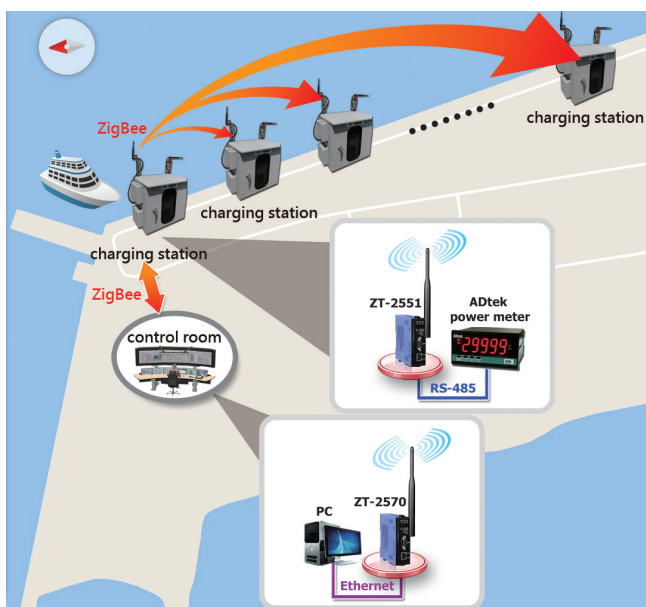 ZigBee
charging station
charging station
charging station
ZigBee
control room
ZT-2551
ADtek
power meter
29999
RS-485
PC
ZT-2570
Ethernet